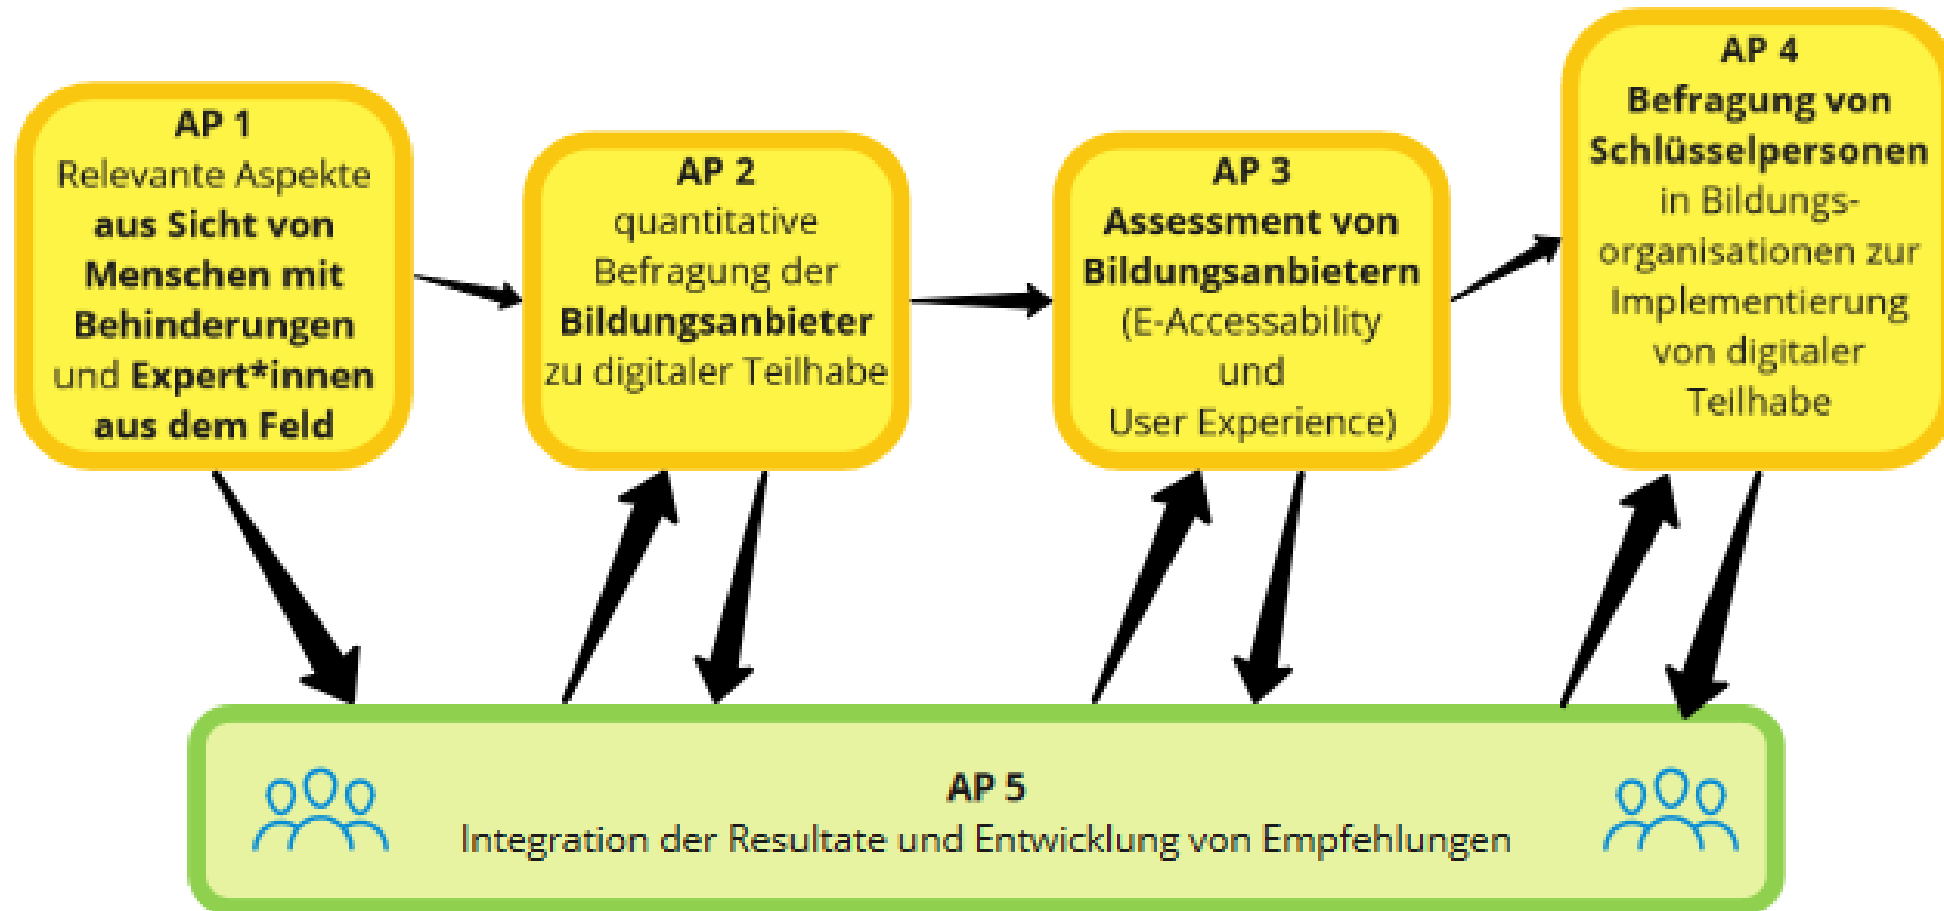 AP 1
Relevante Aspekte
aus Sicht von
Menschen mit
Behinderungen
und Expert*innen
aus dem Feld
AP 2
quantitative
Befragung der
Bildungsanbieter
zu digitaler Teilhabe
AP 3
Assessment von
Bildungsanbietern
(E-Accessability
und
User Experience)
AP 4
Befragung von
Schlüsselpersonen
in Bildungs-
organisationen zur
Implementierung
von digitaler
Teilhabe
AP 5
Integration der Resultate und Entwicklung von Empfehlungen